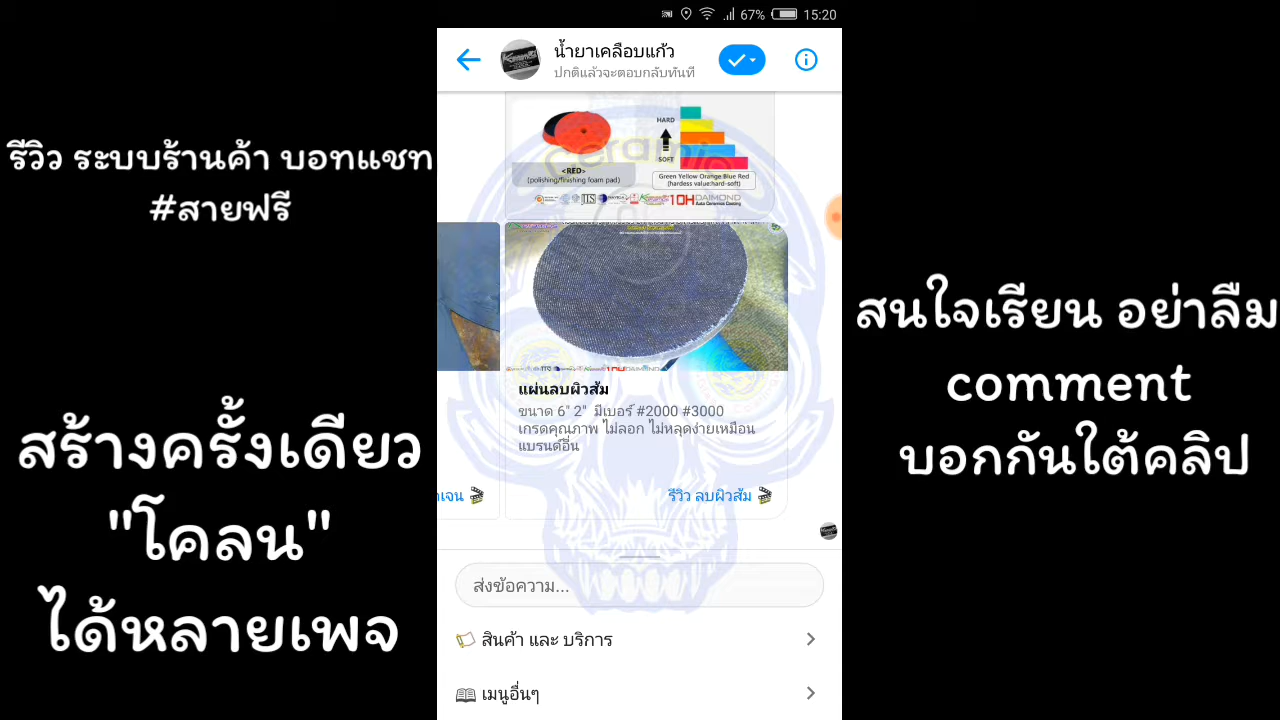 67% 15:20
น้ำยาเคลือบแก้ว
ปกติแล้วจะตอบกลับทันที
รีวิว ระบบร้านค้า บอทแชท
#สายฟรี
สร้างครั้งเดียว
"โคลน"
ได้หลายเพจ
HARD
SOFT
<RED>
(polishing/finishing foam pad)
Green Yellow Orange Blue Red
(hardess value:hard-soft)
10H DAIMOND
Auto Ceramics Coating
แผ่นลบผิวส้ม
ขนาด 6" 2" มีเบอร์ #2000 #3000
เกรดคุณภาพ ไม่ลอก ไม่หลุดง่ายเหมือน
แบรนด์อื่น
รีวิว ลบผิวส้ม
ส่งข้อความ...
สินค้า และ บริการ
เมนูอื่นๆ
สนใจเรียน อย่าลืม
comment
บอกกันใต้คลิป